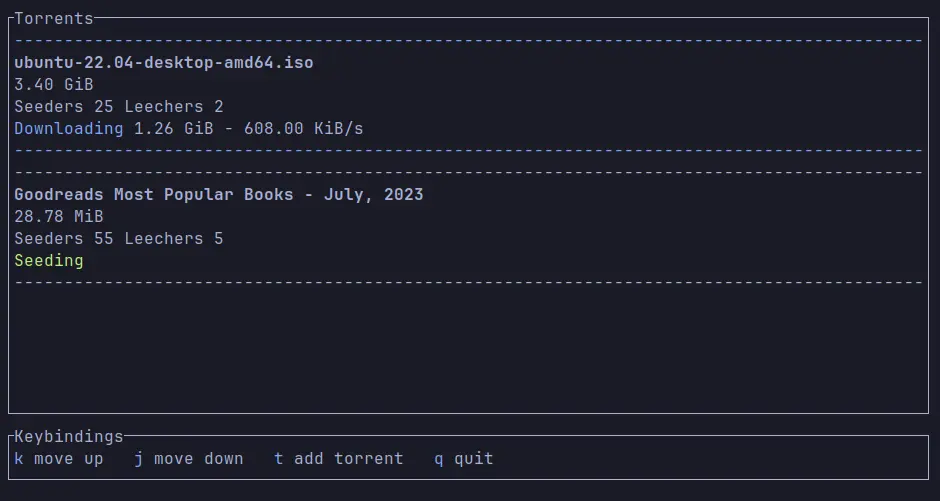 Torrents
ubuntu-22.04-desktop-amd64.iso
3.40 GiB
Seeders 25 Leechers 2
Downloading 1.26 GiB - 608.00 KiB/s
Goodreads Most Popular Books - July, 2023
28.78 MiB
Seeders 55 Leechers 5
Seeding
Keybindings
k move up   j move down   t add torrent   q quit